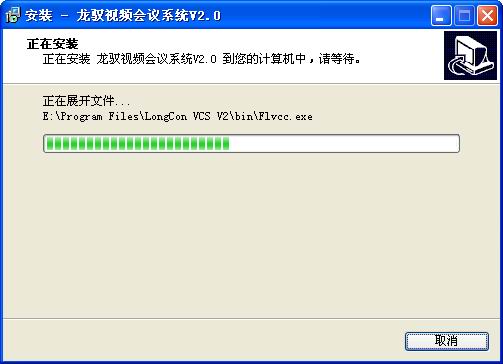 安装 - 龙驭视频会议系统V2.0
正在安装
正在安装 龙驭视频会议系统V2.0 到您的计算机中，请等待。
正在展开文件...
E:\Program Files\LongCon VCS V2\bin\Flvcc.exe
取消